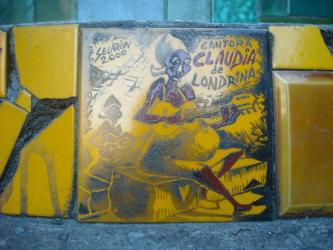 SELARÓN
2000
CANTORA
CLAUDIA
de
LONDRINA